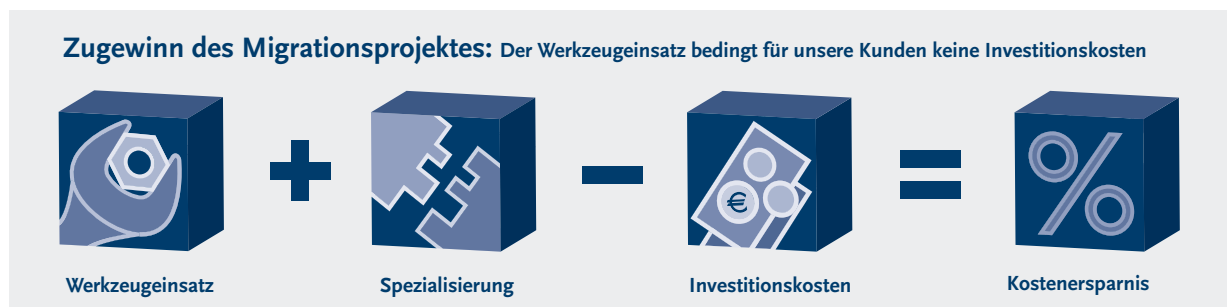 Zugewinn des Migrationsprojektes: Der Werkzeugeinsatz bedingt für unsere Kunden keine Investitionskosten
+ − € = %
Werkzeugeinsatz Spezialisierung Investitionskosten Kostenersparnis